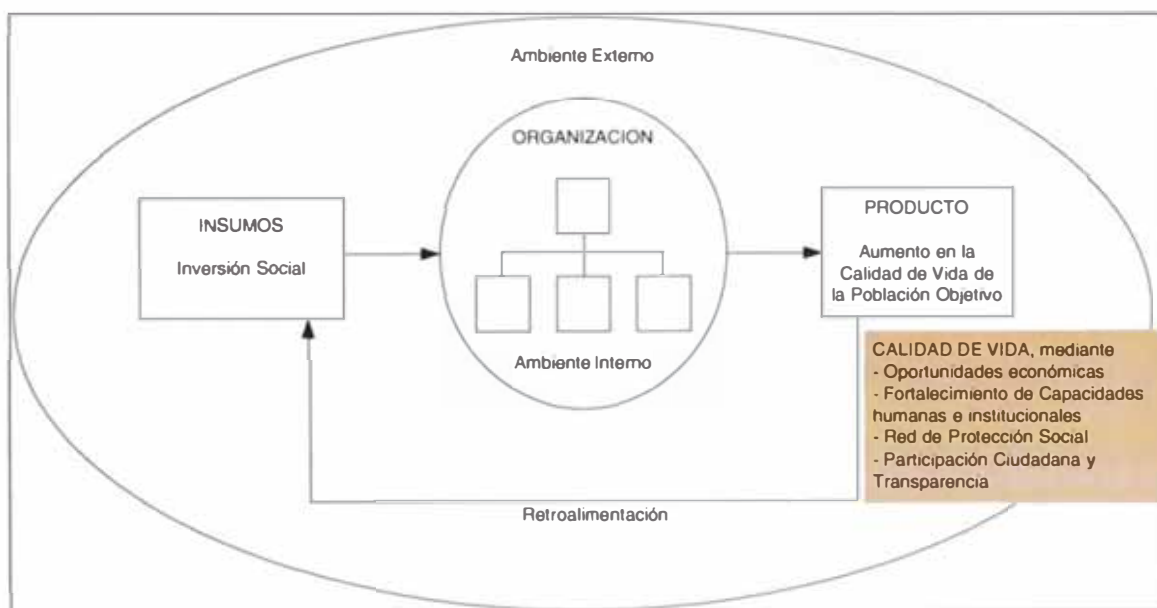 Ambiente Externo
ORGANIZACION
INSUMOS
Inversión Social
Ambiente Interno
PRODUCTO
Aumento en la
Calidad de Vida de
la Población Objetivo
CALIDAD DE VIDA, mediante
- Oportunidades económicas
- Fortalecimiento de Capacidades
humanas e institucionales
- Red de Protección Social
- Participación Ciudadana y
Transparencia
Retroalimentación